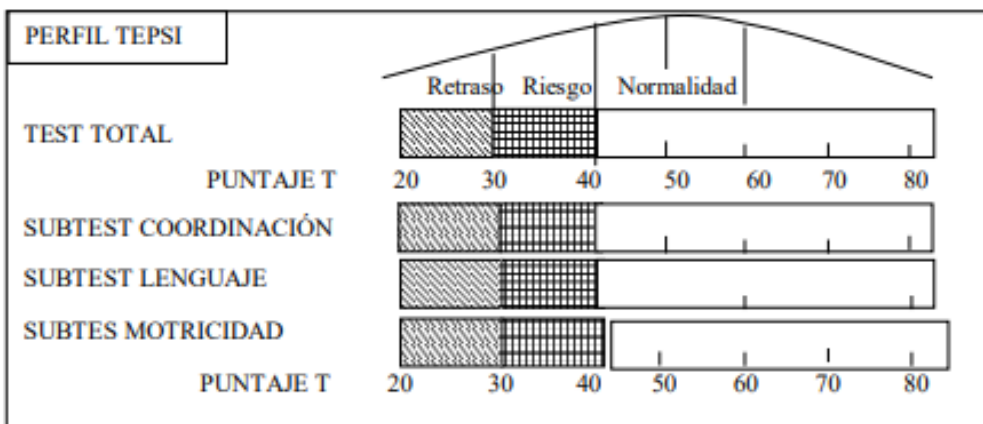 PERFIL TEPSI
Retraso Riesgo Normalidad
TEST TOTAL
PUNTAJE T 20 30 40 50 60 70 80
SUBTEST COORDINACIÓN
SUBTEST LENGUAJE
SUBTES MOTRICIDAD
PUNTAJE T 20 30 40 50 60 70 80